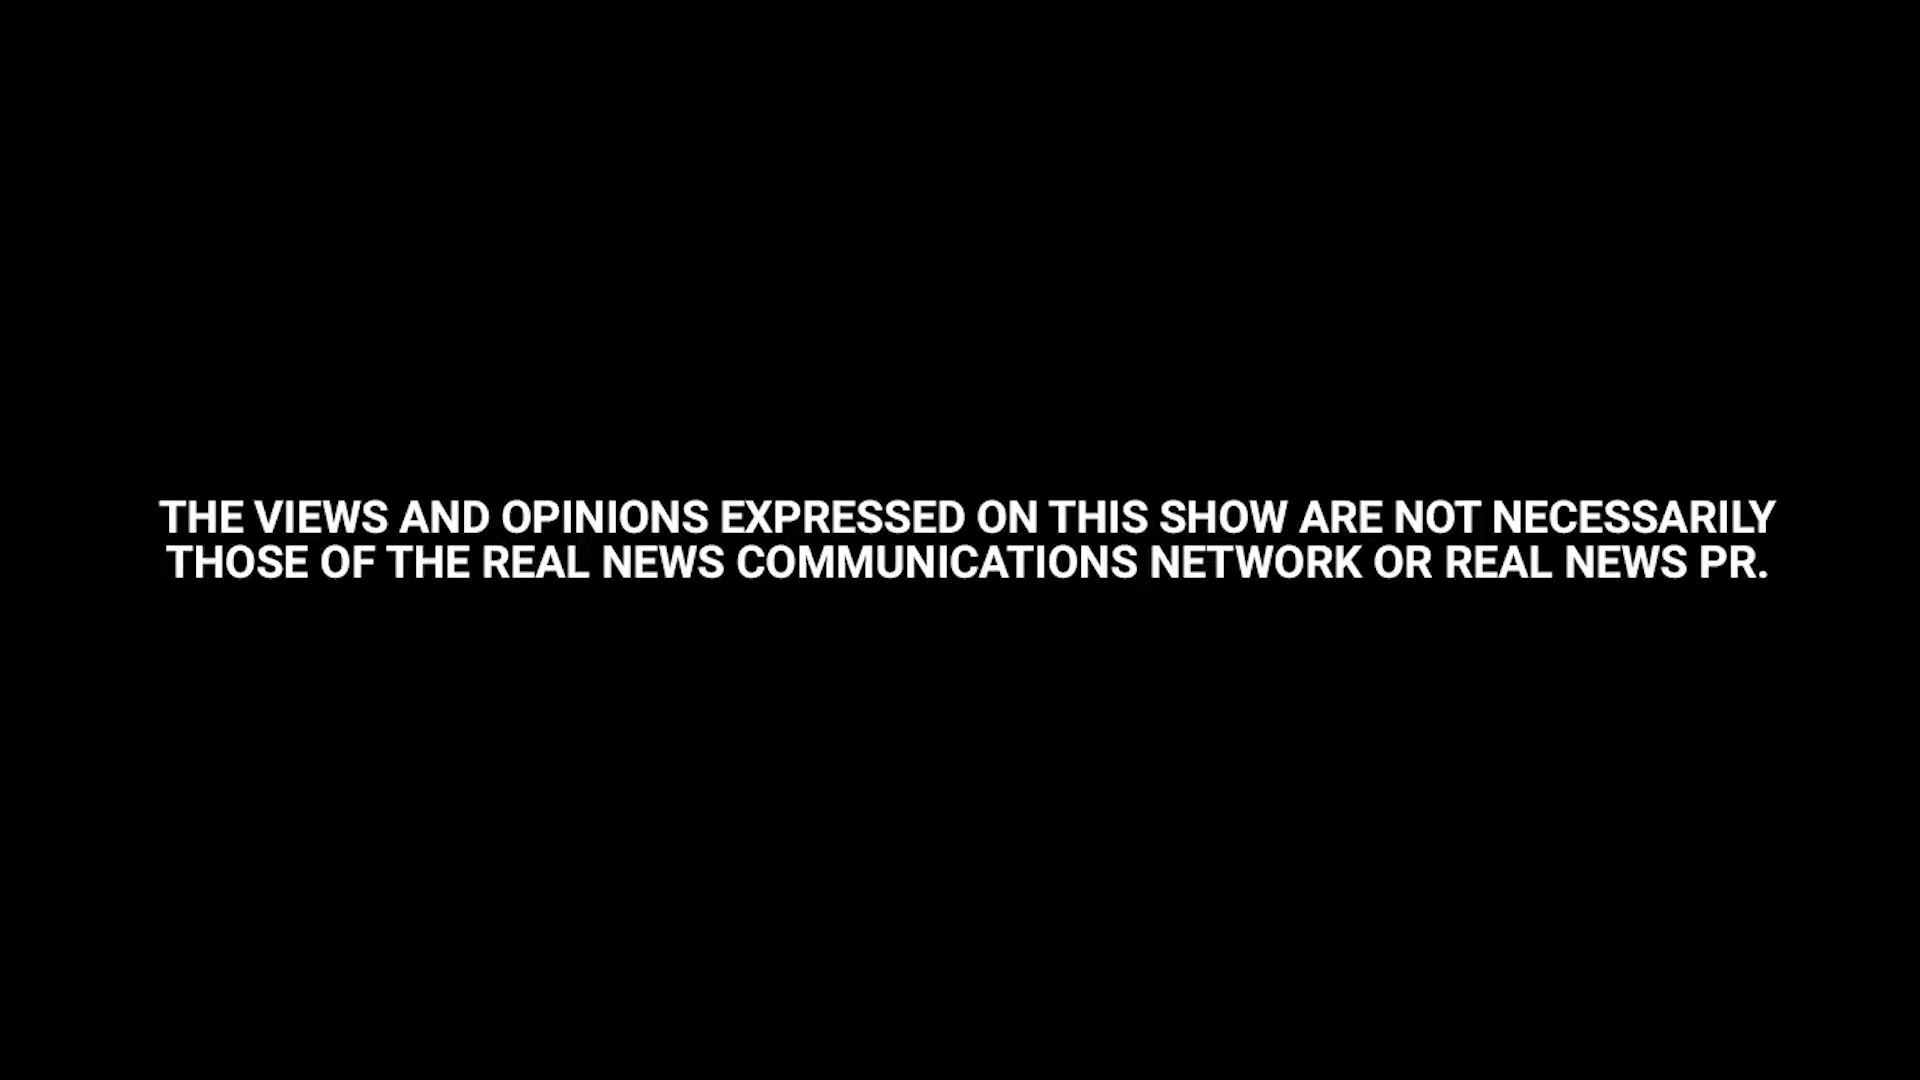 THE VIEWS AND OPINIONS EXPRESSED ON THIS SHOW ARE NOT NECESSARILY
THOSE OF THE REAL NEWS COMMUNICATIONS NETWORK OR REAL NEWS PR.